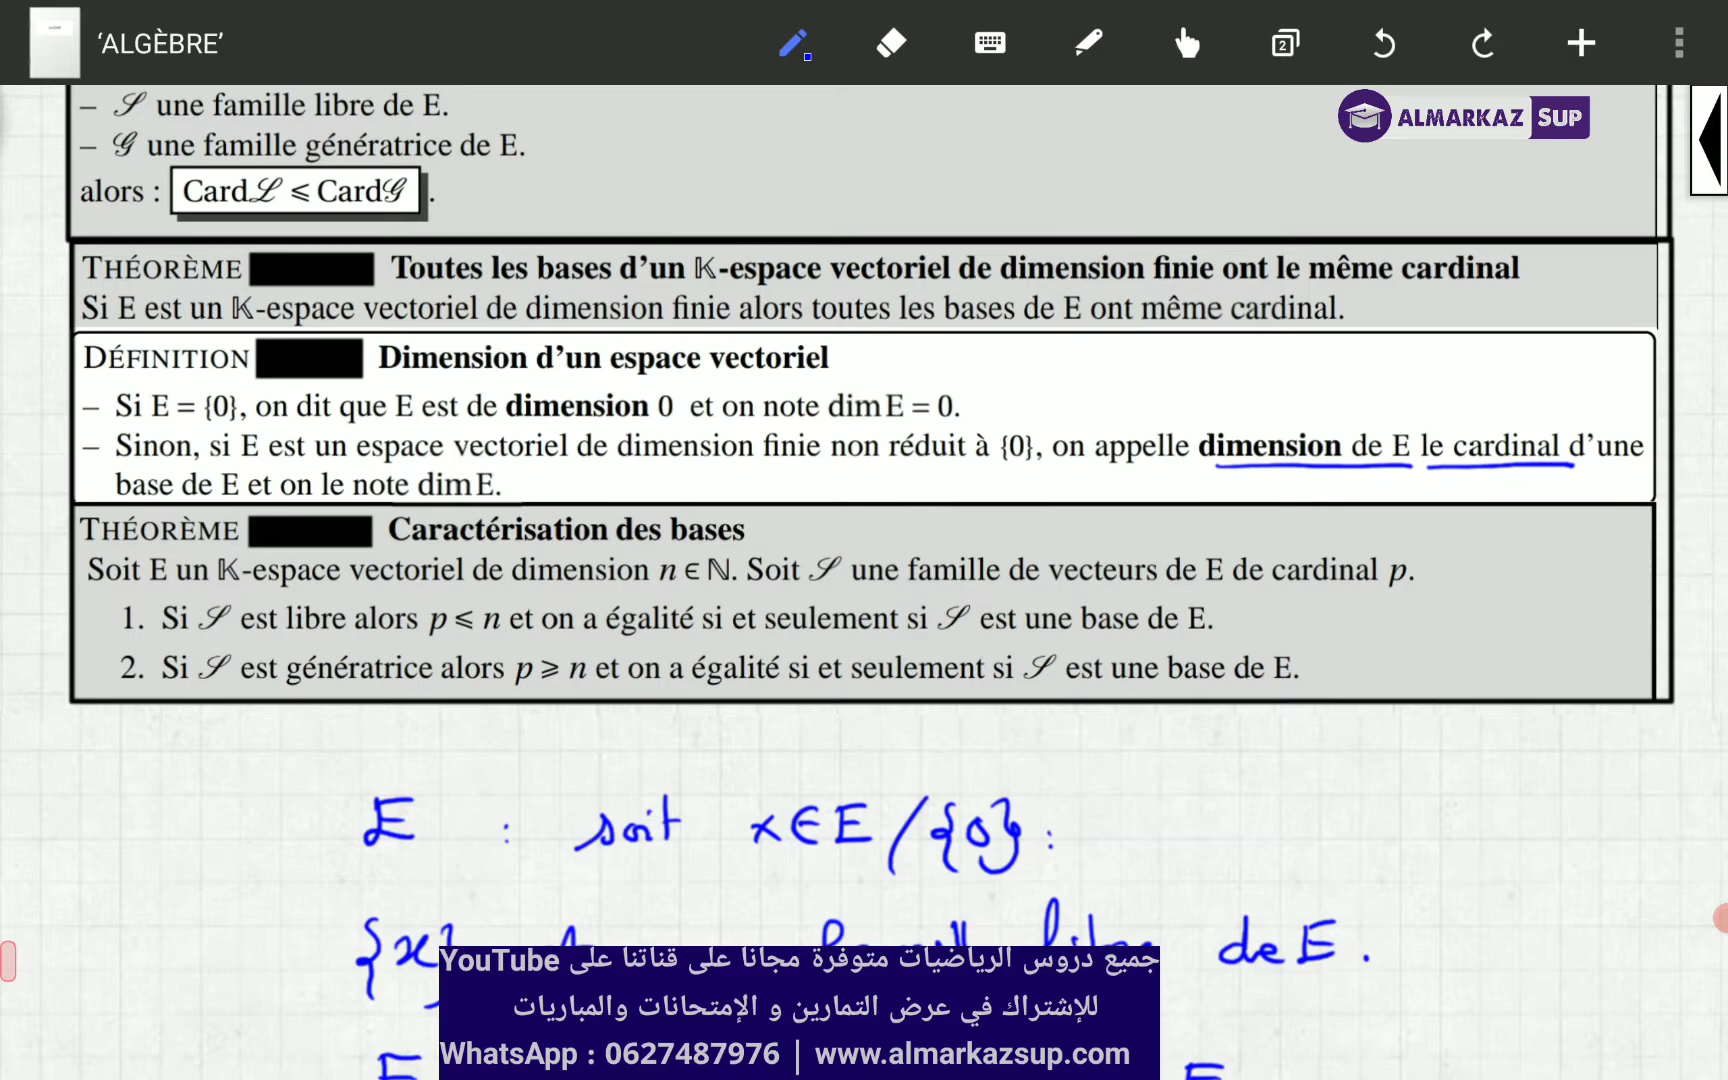 ‘ALGÈBRE’
2
– 𝒮 une famille libre de E.
– 𝒢 une famille génératrice de E.
ALMARKAZ SUP
alors : Cardℒ ⩽ Card𝒢 .
THÉORÈME Toutes les bases d’un 𝕂-espace vectoriel de dimension finie ont le même cardinal
Si E est un 𝕂-espace vectoriel de dimension finie alors toutes les bases de E ont même cardinal.
DÉFINITION Dimension d’un espace vectoriel
– Si E = {0}, on dit que E est de dimension 0 et on note dim E = 0.
– Sinon, si E est un espace vectoriel de dimension finie non réduit à {0}, on appelle dimension de E le cardinal d’une
base de E et on le note dim E.
THÉORÈME Caractérisation des bases
Soit E un 𝕂-espace vectoriel de dimension n ∈ ℕ. Soit 𝒮 une famille de vecteurs de E de cardinal p.
1. Si 𝒮 est libre alors p ⩽ n et on a égalité si et seulement si 𝒮 est une base de E.
2. Si 𝒮 est génératrice alors p ⩾ n et on a égalité si et seulement si 𝒮 est une base de E.
E : soit x∈E/{0}:
{x} de E.
جميع دروس الرياضيات متوفرة مجانا على قناتنا على YouTube
للإشتراك في عرض التمارين و الإمتحانات والمباريات
WhatsApp : 0627487976 | www.almarkazsup.com